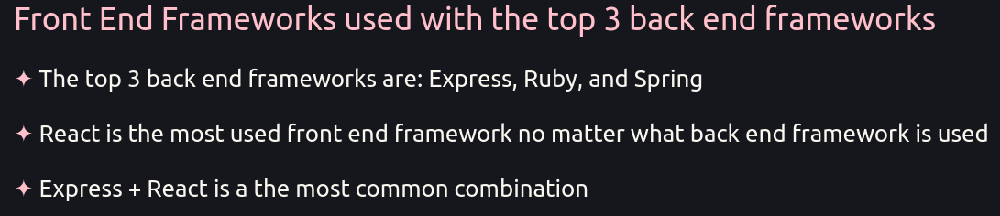 Front End Frameworks used with the top 3 back end frameworks
✦ The top 3 back end frameworks are: Express, Ruby, and Spring
✦ React is the most used front end framework no matter what back end framework is used
✦ Express + React is a the most common combination